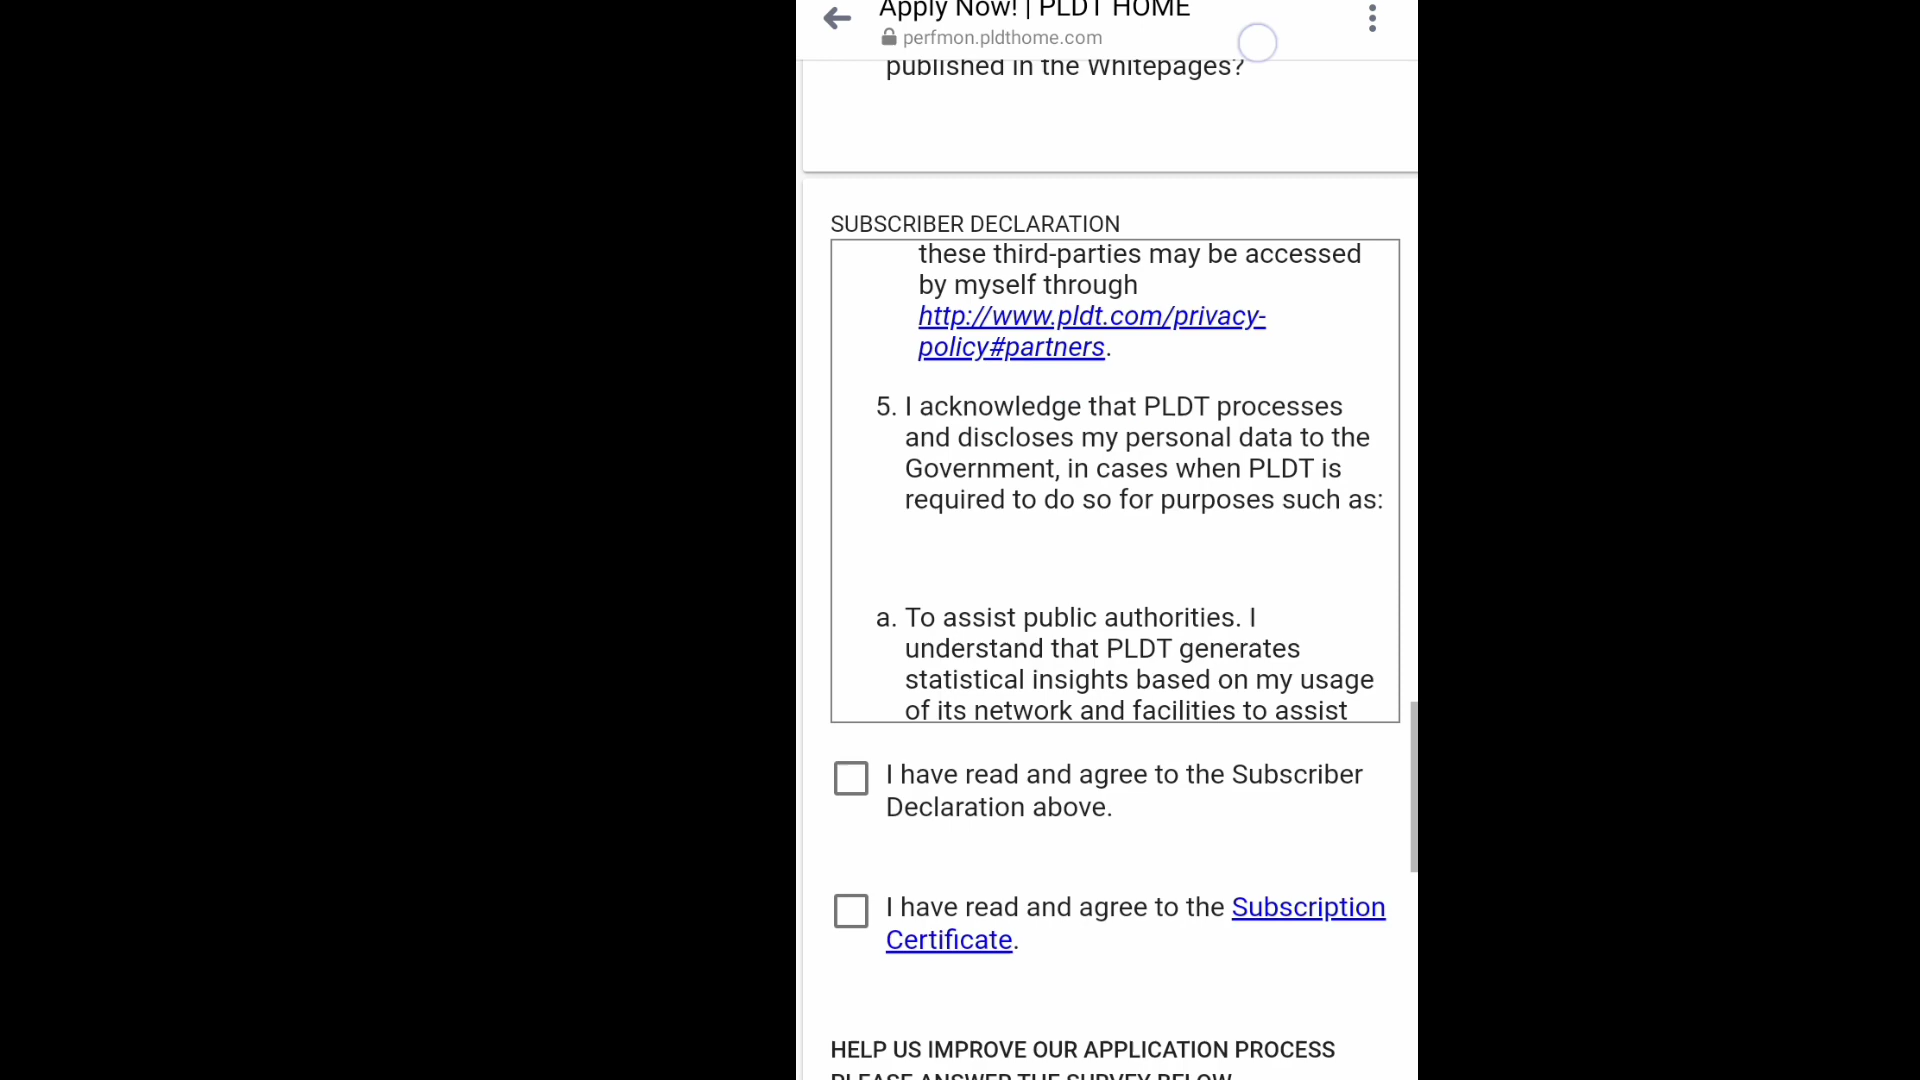 Apply Now! | PLDT HOME
perfmon.pldthome.com
published in the Whitepages?
SUBSCRIBER DECLARATION
these third-parties may be accessed
by myself through
http://www.pldt.com/privacy-
policy#partners.
5. I acknowledge that PLDT processes
and discloses my personal data to the
Government, in cases when PLDT is
required to do so for purposes such as:
a. To assist public authorities. I
understand that PLDT generates
statistical insights based on my usage
of its network and facilities to assist
I have read and agree to the Subscriber
Declaration above.
I have read and agree to the Subscription
Certificate.
HELP US IMPROVE OUR APPLICATION PROCESS
PLEASE ANSWER THE SURVEY BELOW